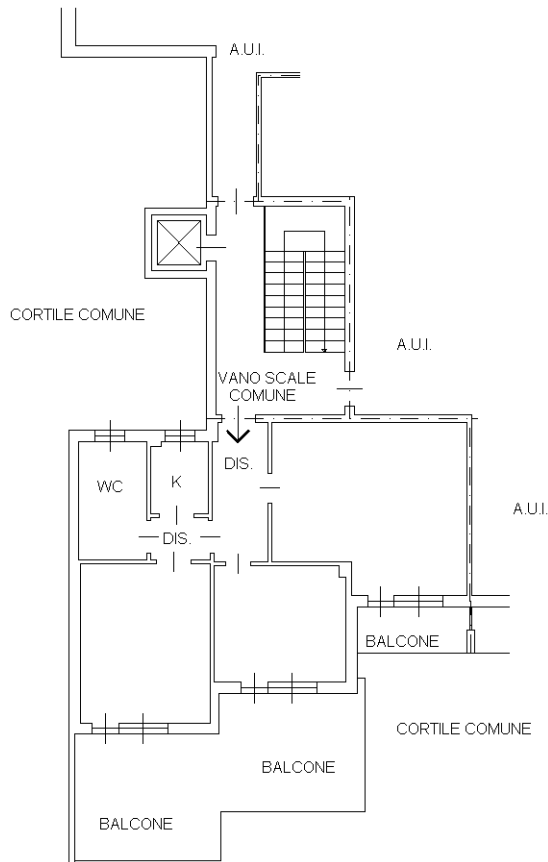 A.U.I.
CORTILE COMUNE
A.U.I.
VANO SCALE
COMUNE
DIS.
WC
K
A.U.I.
DIS.
BALCONE
CORTILE COMUNE
BALCONE
BALCONE